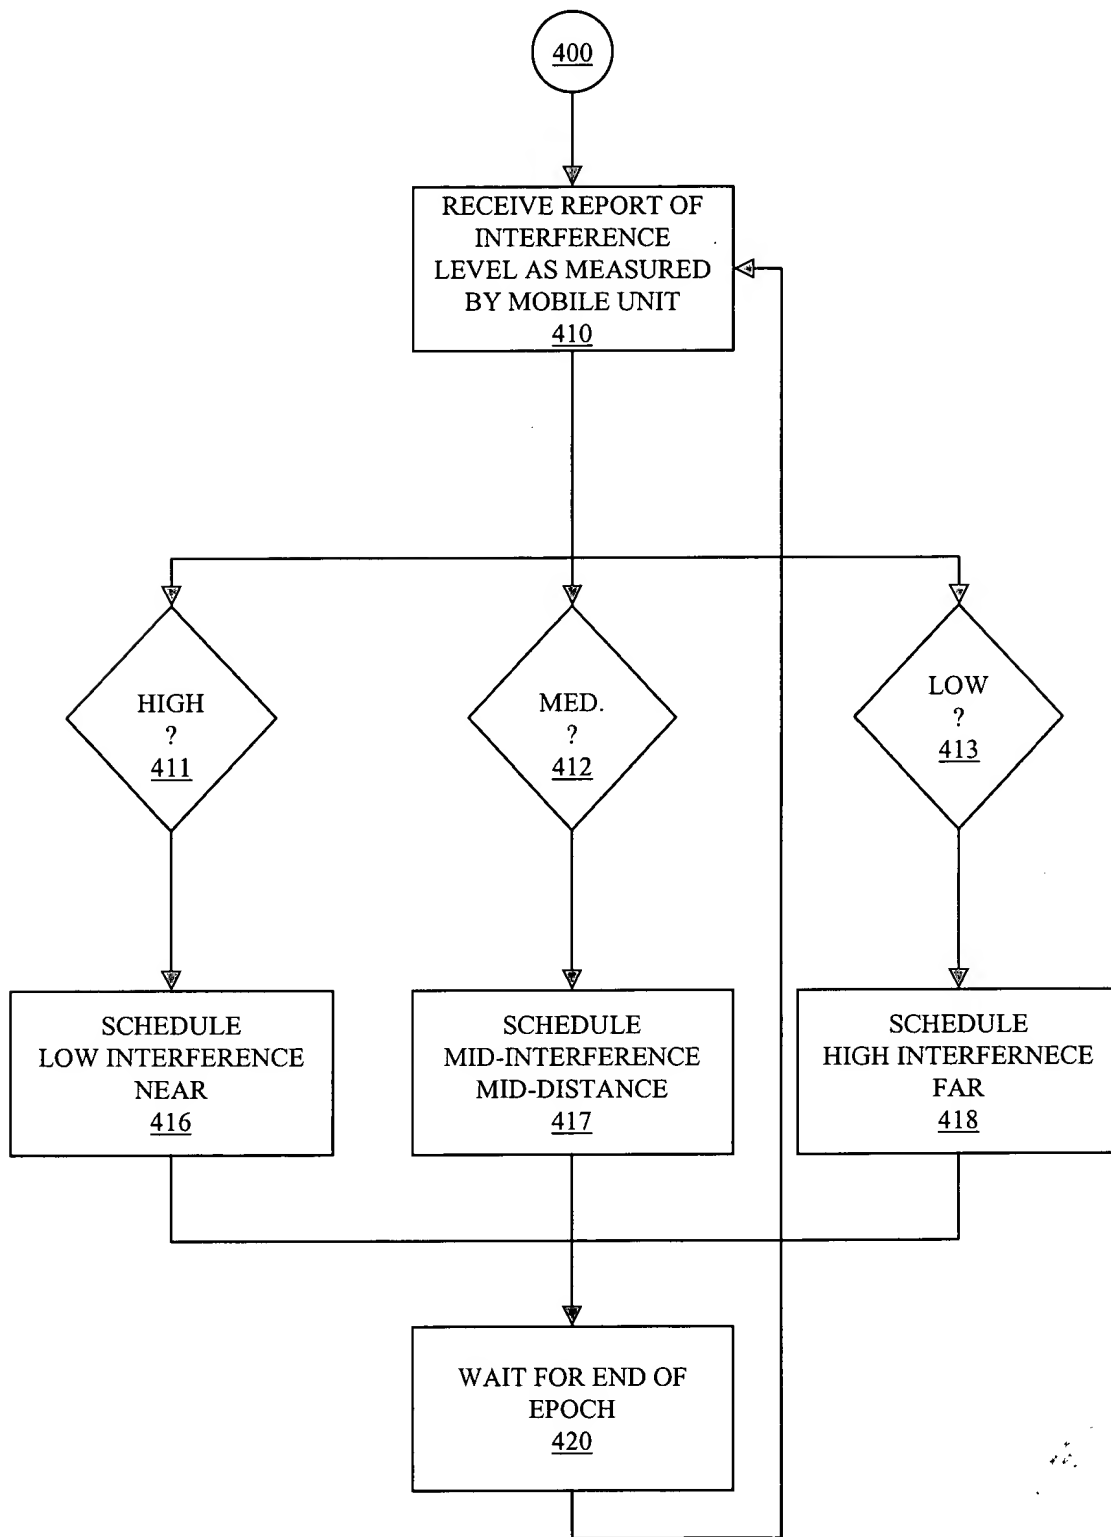 400
RECEIVE REPORT OF
INTERFERENCE
LEVEL AS MEASURED
BY MOBILE UNIT
410
HIGH
?
411
MED.
?
412
LOW
?
413
SCHEDULE
LOW INTERFERENCE
NEAR
416
SCHEDULE
MID-INTERFERENCE
MID-DISTANCE
417
SCHEDULE
HIGH INTERFERNECE
FAR
418
WAIT FOR END OF
EPOCH
420